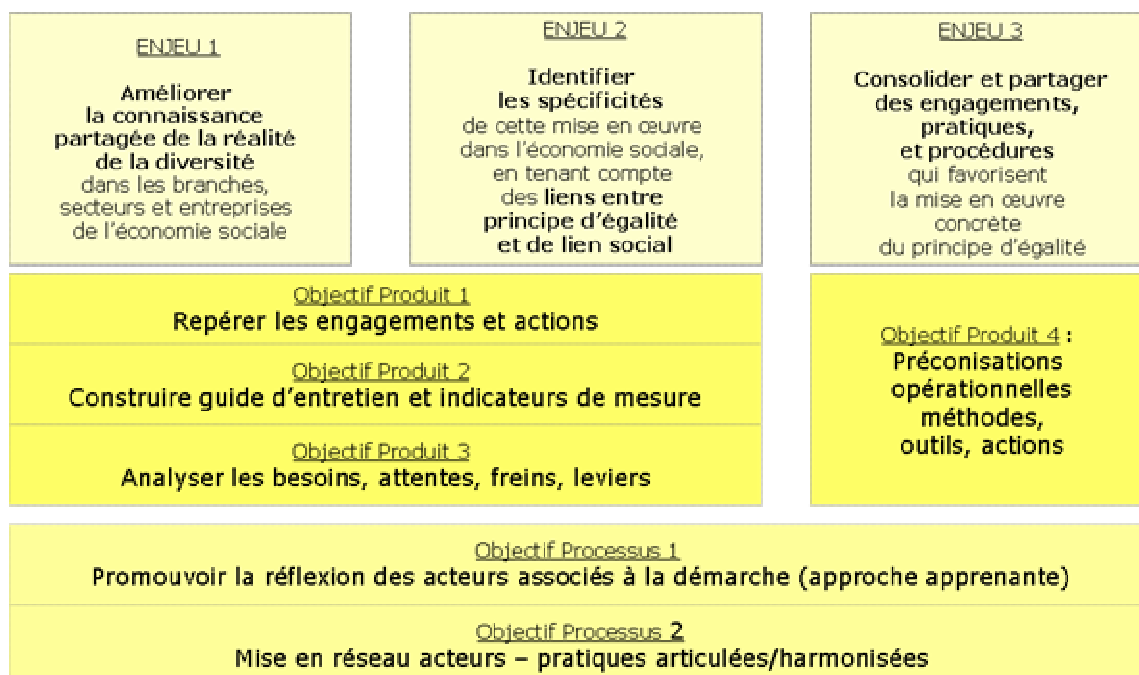 ENJEU 1
Améliorer
la connaissance
partagée de la réalité
de la diversité
dans les branches,
secteurs et entreprises
de l'économie sociale
ENJEU 2
Identifier
les spécificités
de cette mise en œuvre
dans l'économie sociale,
en tenant compte
des liens entre
principe d'égalité
et de lien social
ENJEU 3
Consolider et partager
des engagements,
pratiques,
et procédures
qui favorisent
la mise en œuvre
concrète
du principe d'égalité
Objectif Produit 1
Repérer les engagements et actions
Objectif Produit 2
Construire guide d'entretien et indicateurs de mesure
Objectif Produit 3
Analyser les besoins, attentes, freins, leviers
Objectif Produit 4 :
Préconisations
opérationnelles
méthodes,
outils, actions
Objectif Processus 1
Promouvoir la réflexion des acteurs associés à la démarche (approche apprenante)
Objectif Processus 2
Mise en réseau acteurs – pratiques articulées/harmonisées